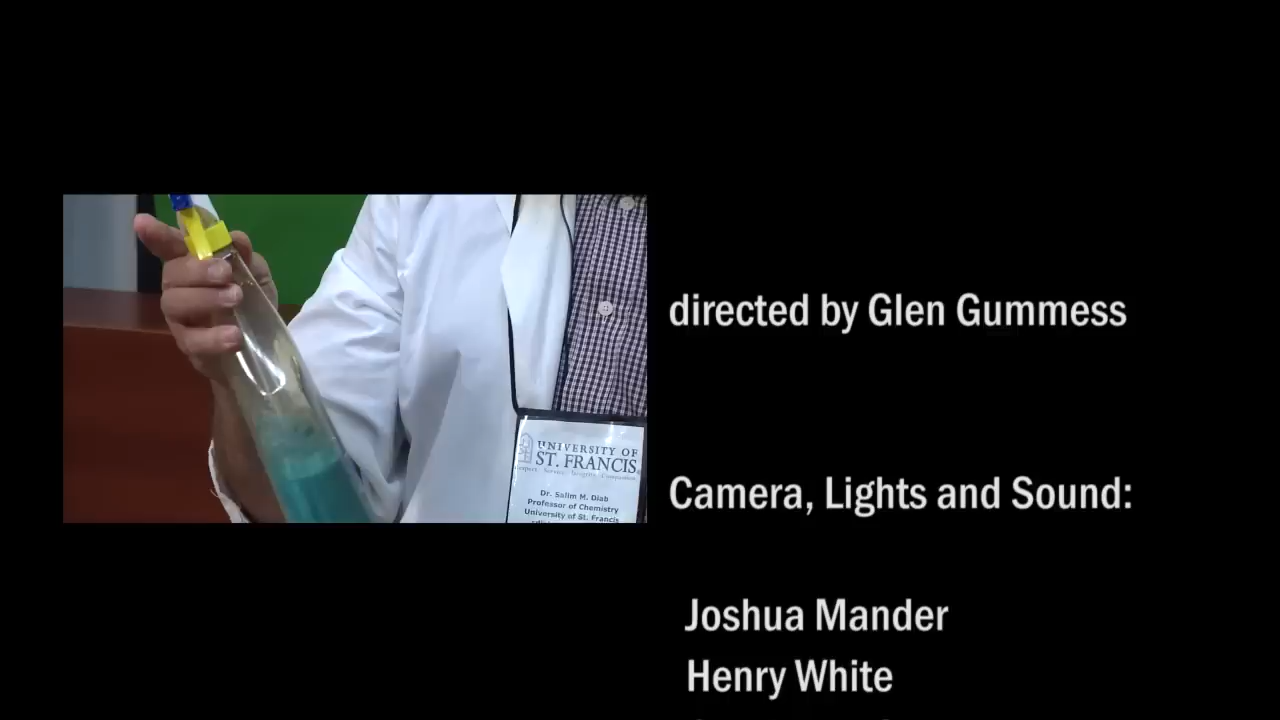 UNIVERSITY OF
ST. FRANCIS
Dr. Salim M. Diab
Professor of Chemistry
University of St. Francis
directed by Glen Gummess
Camera, Lights and Sound:
Joshua Mander
Henry White